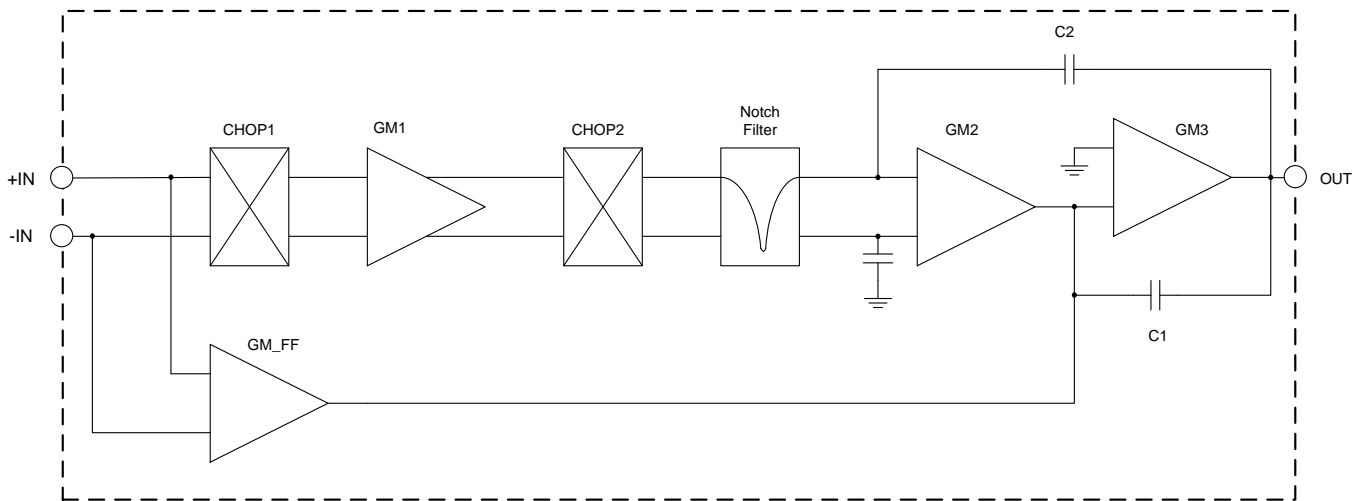 C2
CHOP1
GM1
CHOP2
Notch
Filter
GM2
GM3
+IN
-IN
OUT
C1
GM_FF